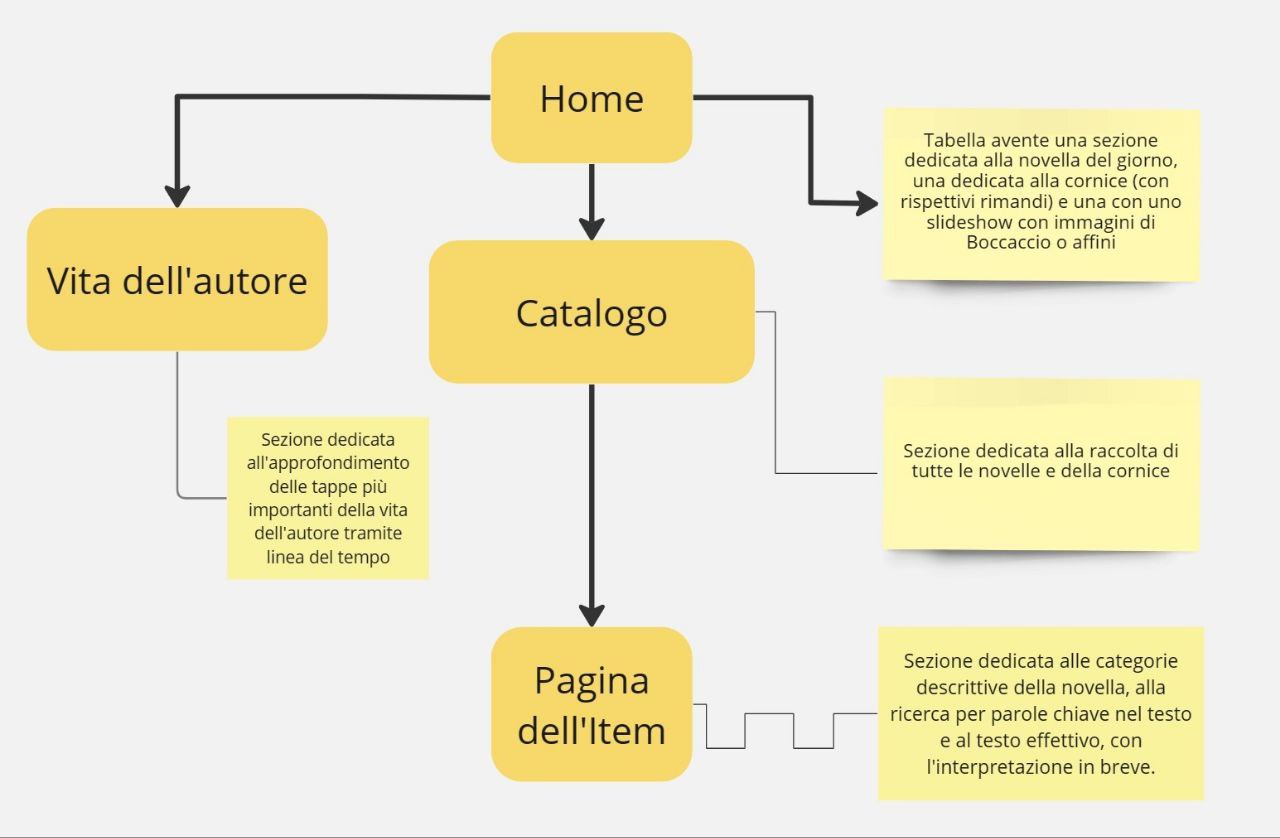 Home
Tabella avente una sezione
dedicata alla novella del giorno,
una dedicata alla cornice (con
rispettivi rimandi) e una con uno
slideshow con immagini di
Boccaccio o affini
Vita dell'autore
Catalogo
Sezione dedicata
all'approfondimento
delle tappe più
importanti della vita
dell'autore tramite
linea del tempo
Sezione dedicata alla raccolta di
tutte le novelle e della cornice
Pagina
dell'Item
Sezione dedicata alle categorie
descrittive della novella, alla
ricerca per parole chiave nel testo
e al testo effettivo, con
l'interpretazione in breve.